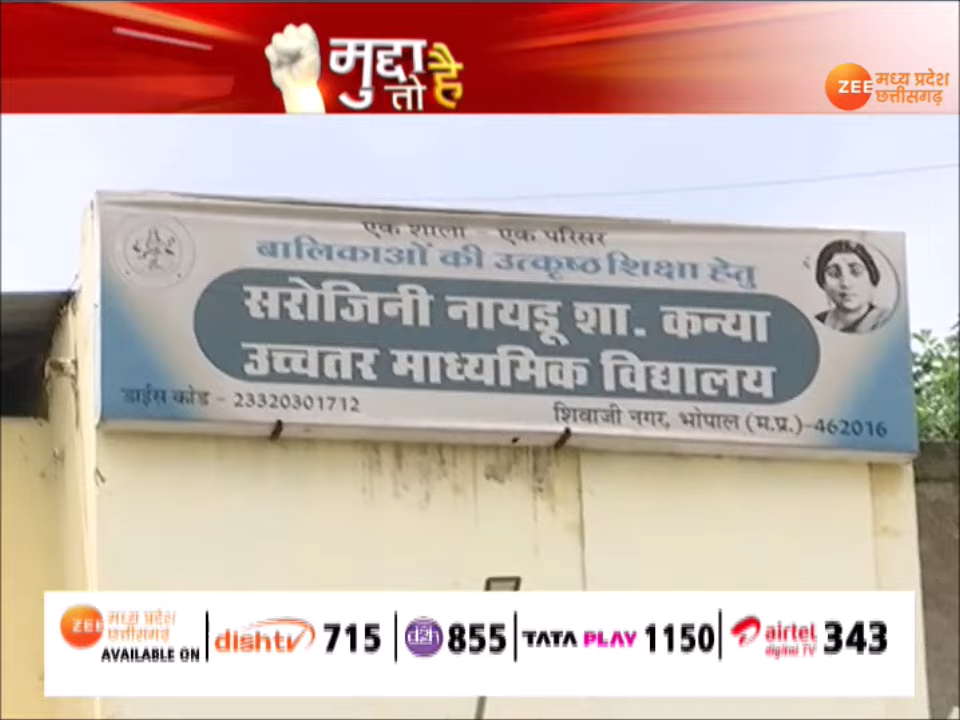 मुद्दा
तो है
ZEE मध्य प्रदेश
छत्तीसगढ़
एक शाला - एक परिसर
बालिकाओं की उत्कृष्ठ शिक्षा हेतु
सरोजिनी नायडू शा. कन्या
उच्चतर माध्यमिक विद्यालय
डाईस कोड - 23320301712
शिवाजी नगर, भोपाल (म.प्र.)-462016
ZEE मध्य प्रदेश
छत्तीसगढ़
AVAILABLE ON
dishtv 715
d2h 855
TATA PLAY 1150
airtel
digital TV
343